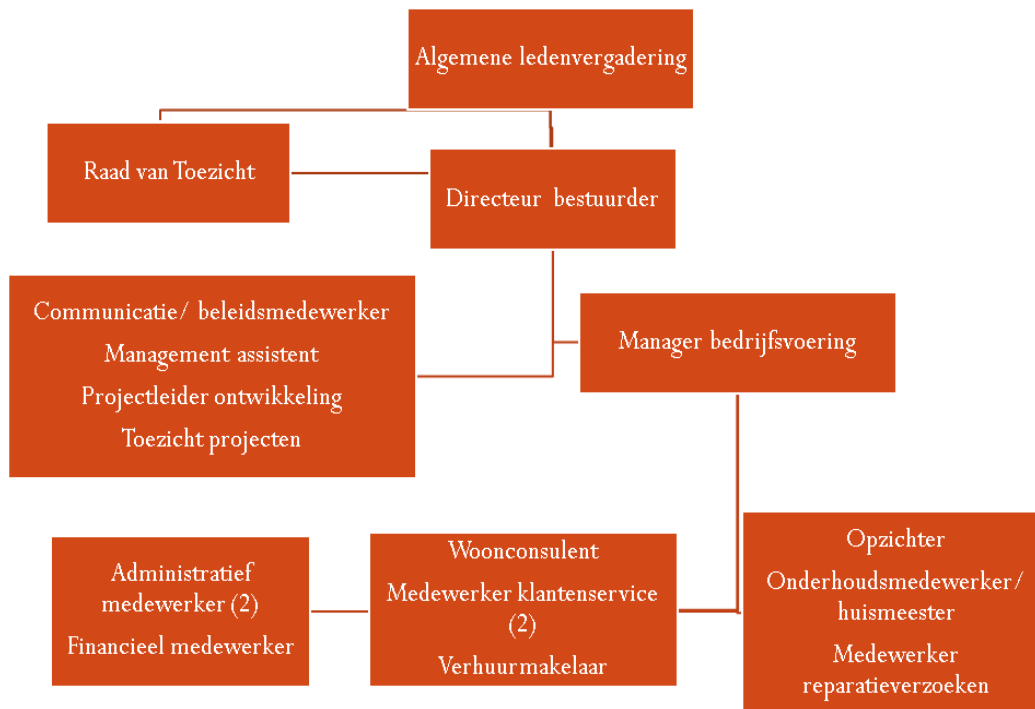 Algemene ledenvergadering
Raad van Toezicht
Directeur bestuurder
Communicatie/ beleidsmedewerker
Management assistent
Projectleider ontwikkeling
Toezicht projecten
Manager bedrijfsvoering
Administratief
medewerker (2)
Financieel medewerker
Woonconsulent
Medewerker klantenservice
(2)
Verhuurmakelaar
Opzichter
Onderhoudsmedewerker/
huismeester
Medewerker
reparatieverzoeken